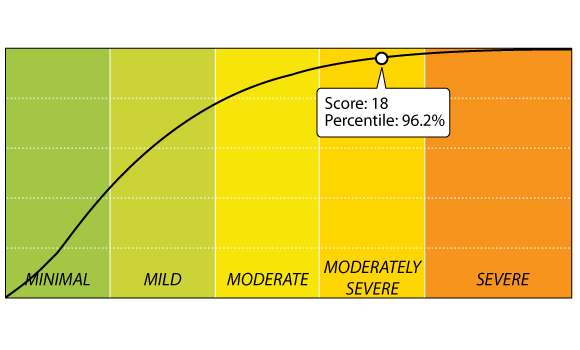 Score: 18
Percentile: 96.2%
MINIMAL
MILD
MODERATE
MODERATELY
SEVERE
SEVERE